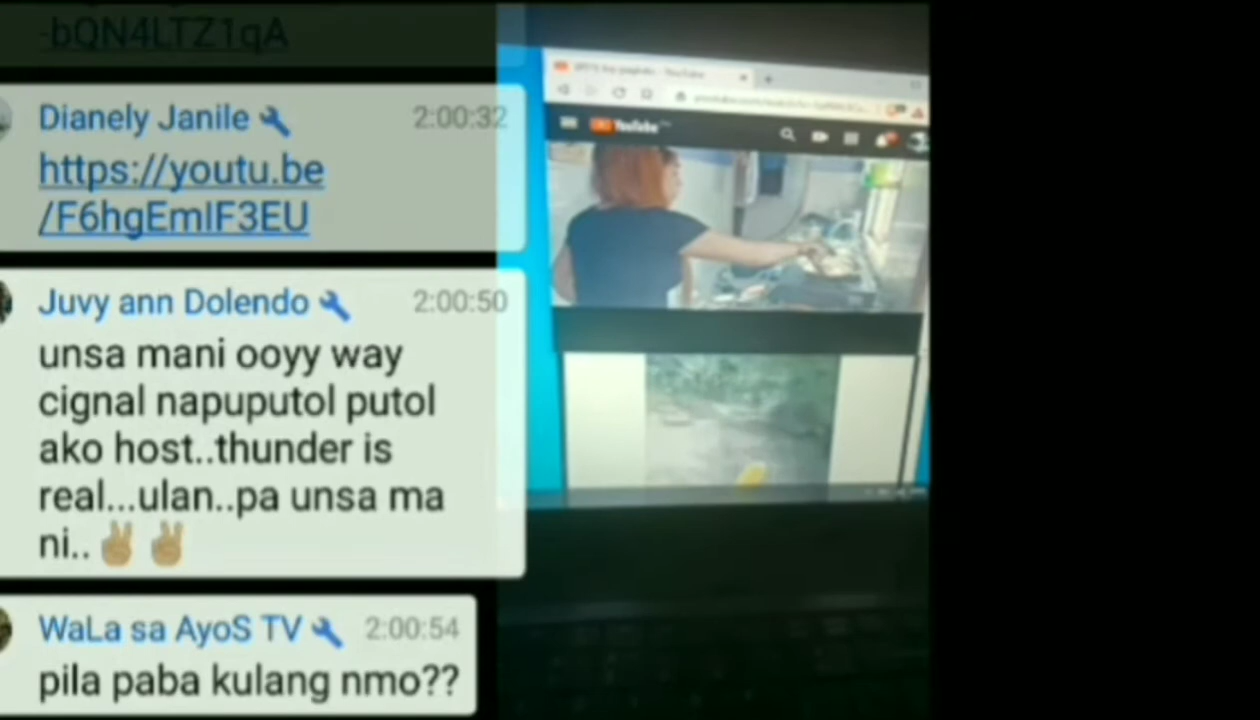 -bQN4LTZ1qA
Dianely Janile 2:00:32
https://youtu.be
/F6hgEmIF3EU
Juvy ann Dolendo 2:00:50
unsa mani ooyy way
cignal napuputol putol
ako host..thunder is
real...ulan..pa unsa ma
ni..✌🏽✌🏽
WaLa sa AyoS TV 2:00:54
pila paba kulang nmo??
YouTube